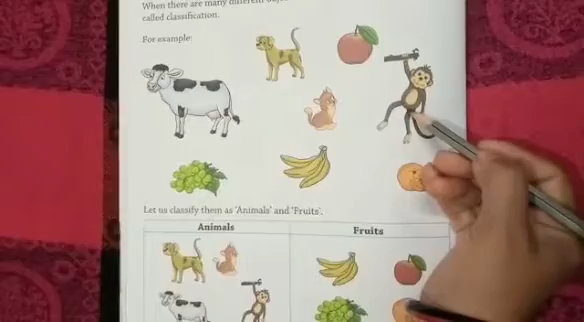 When there are many different
called classification.
For example:
Let us classify them as 'Animals' and 'Fruits'.
Animals
Fruits